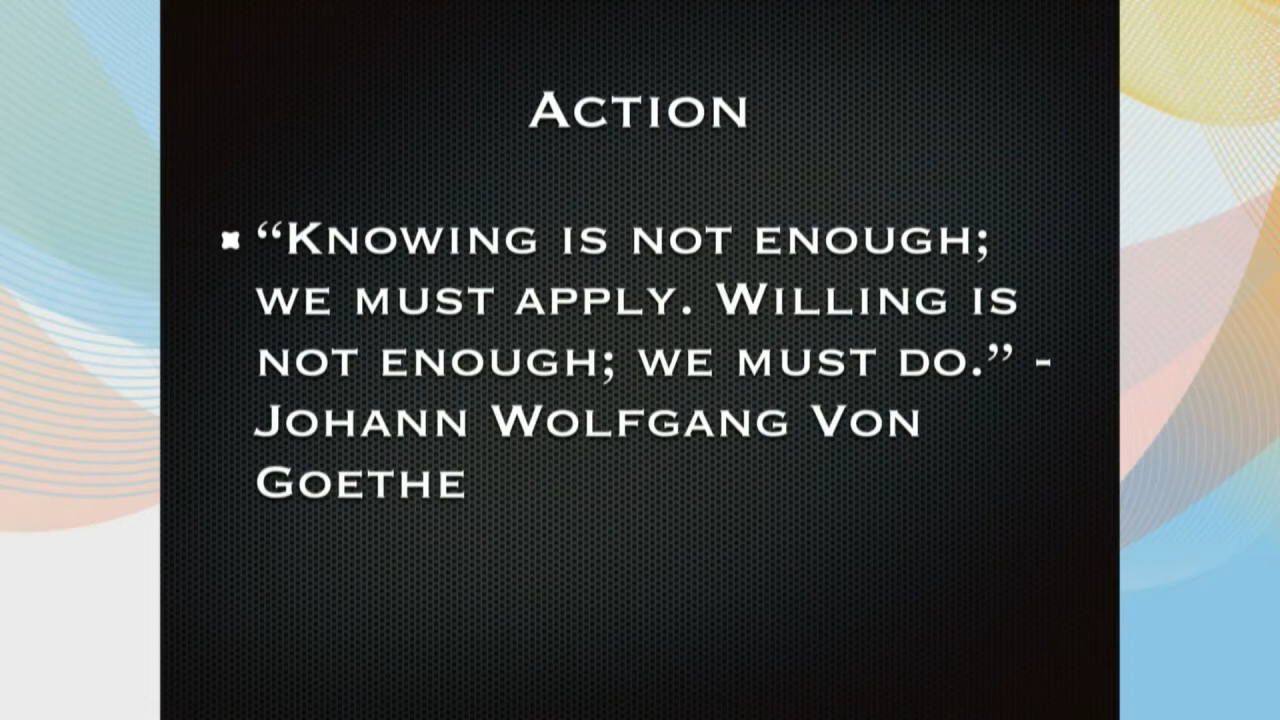 Action
“Knowing is not enough;
we must apply. Willing is
not enough; we must do.” -
Johann Wolfgang Von
Goethe